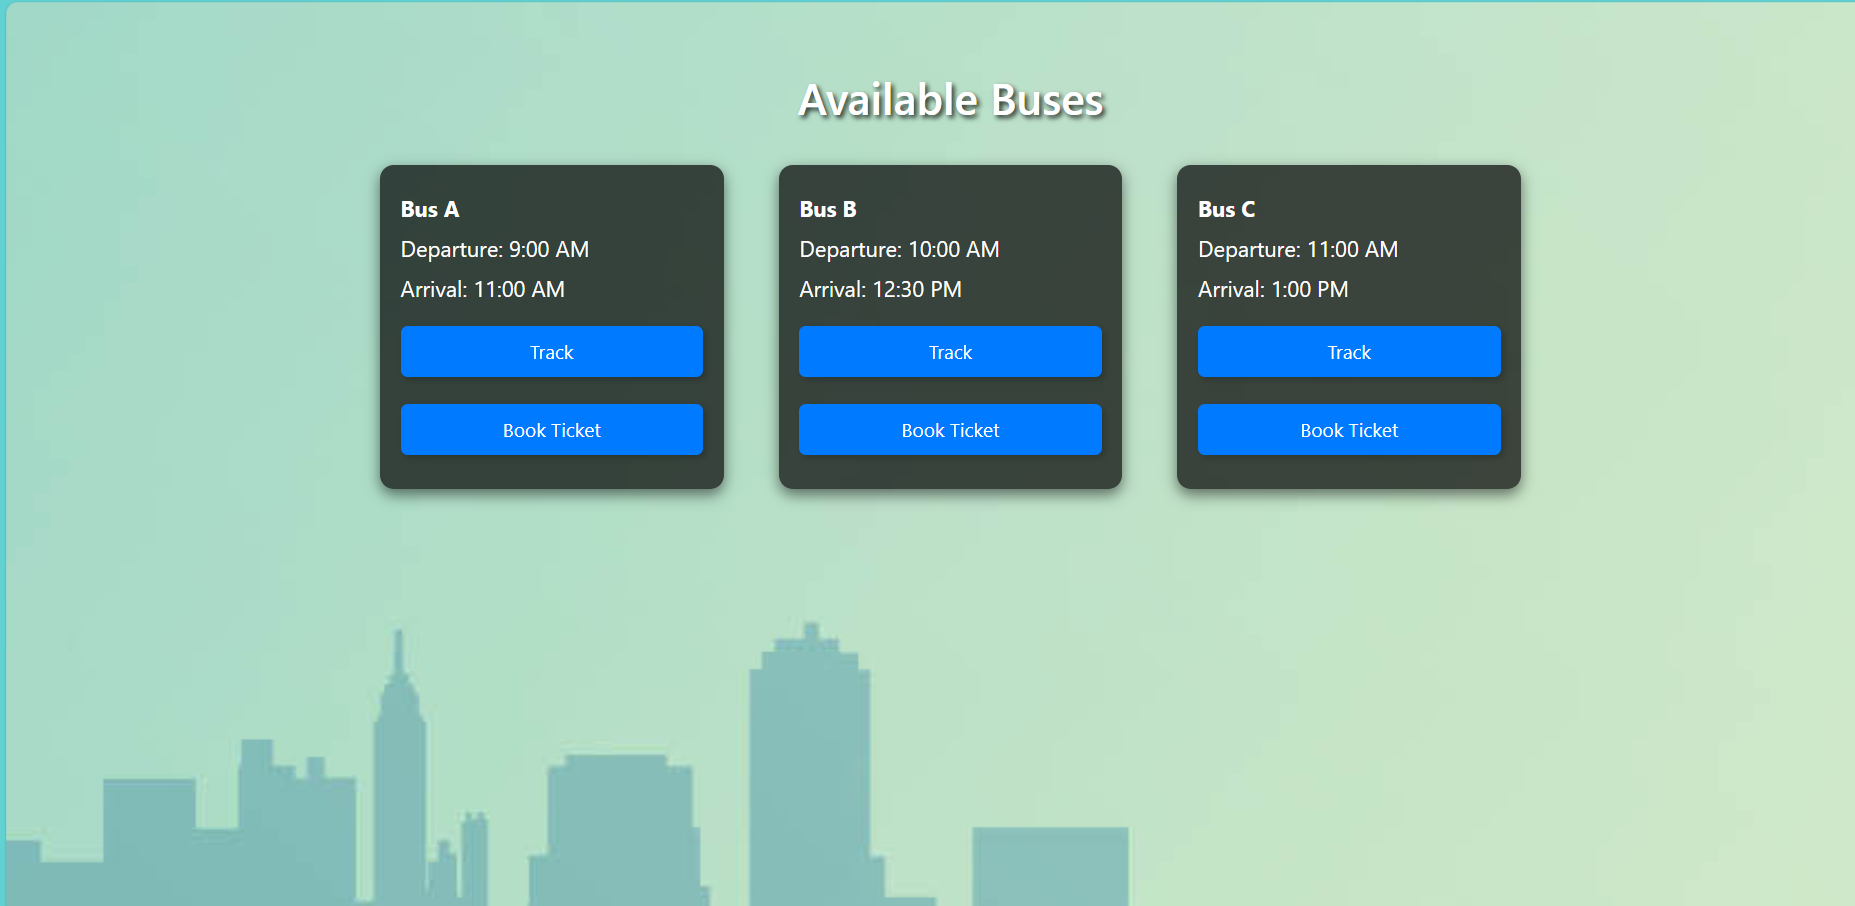 Available Buses
Bus A
Departure: 9:00 AM
Arrival: 11:00 AM
Track
Book Ticket
Bus B
Departure: 10:00 AM
Arrival: 12:30 PM
Track
Book Ticket
Bus C
Departure: 11:00 AM
Arrival: 1:00 PM
Track
Book Ticket